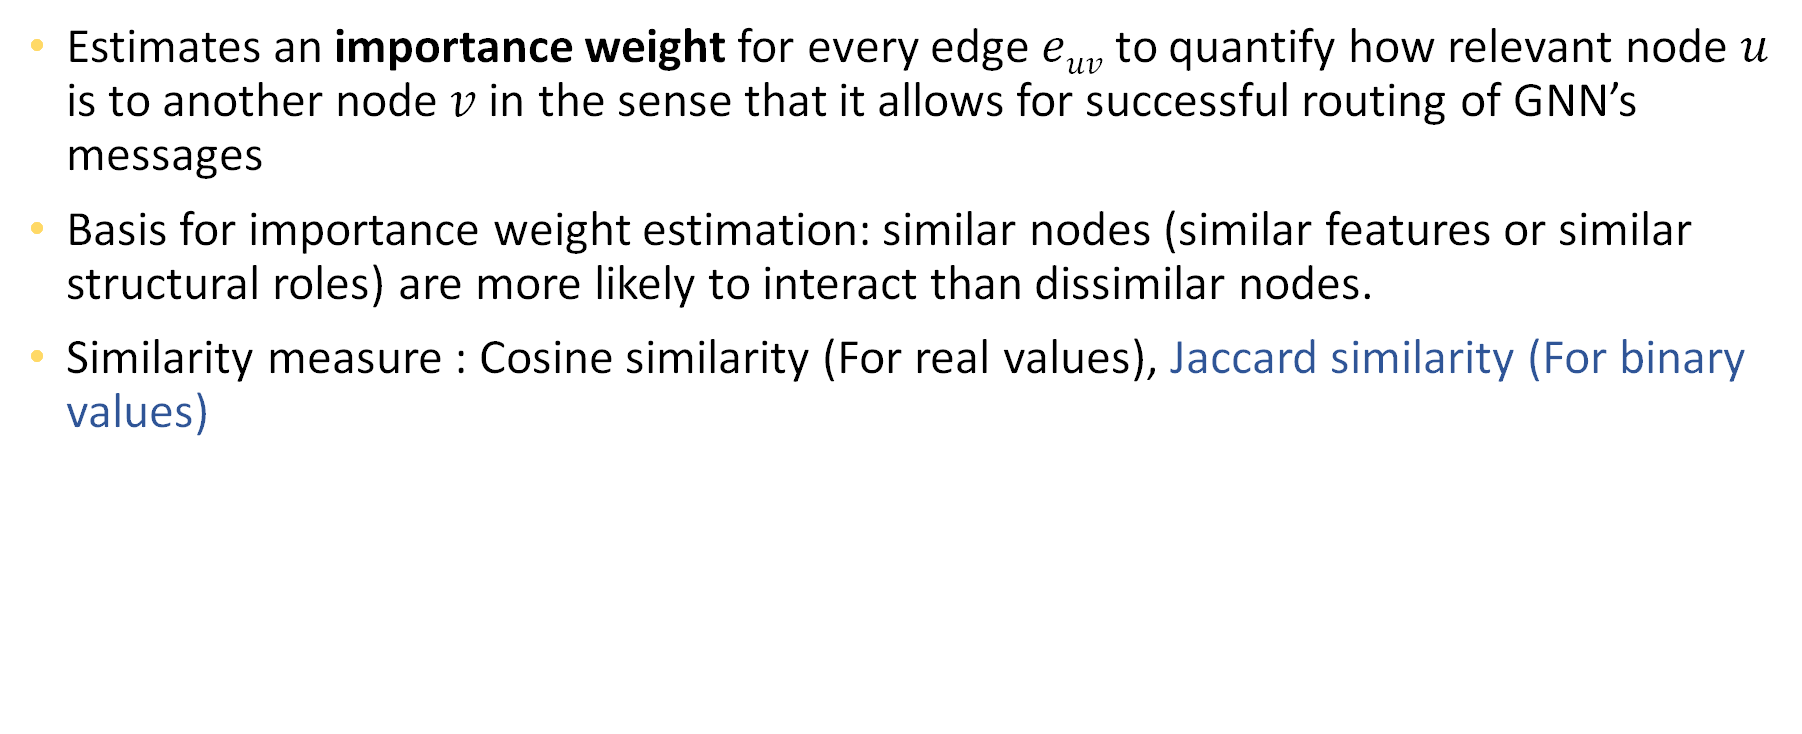 • Estimates an importance weight for every edge e_uv to quantify how relevant node u
is to another node v in the sense that it allows for successful routing of GNN’s
messages
• Basis for importance weight estimation: similar nodes (similar features or similar
structural roles) are more likely to interact than dissimilar nodes.
• Similarity measure : Cosine similarity (For real values), Jaccard similarity (For binary
values)